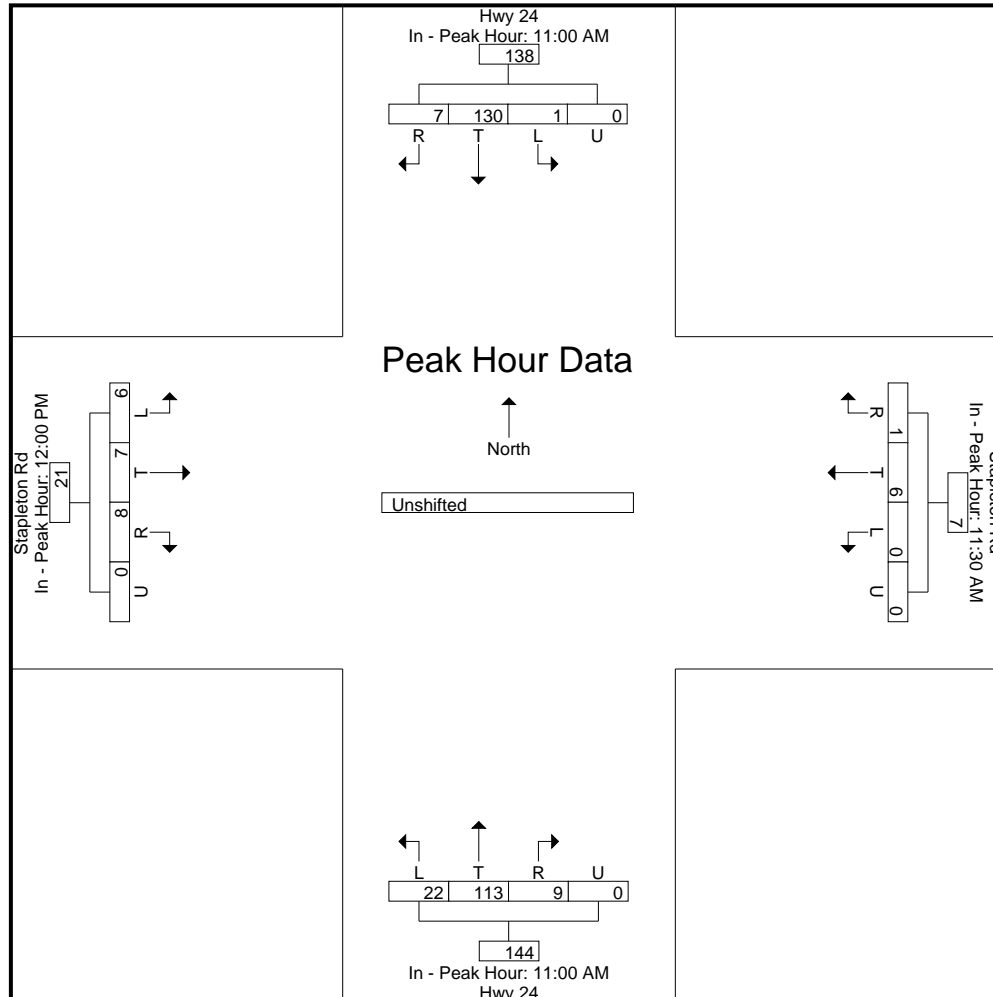 Hwy 24
In - Peak Hour: 11:00 AM
138
7 130 1 0
R T L U
Peak Hour Data
North
Unshifted
Stapleton Rd
In - Peak Hour: 12:00 PM
21
6 7 8 0
L T R U
In - Peak Hour: 11:30 AM
7
1 6 0 0
R T L U
L T R U
22 113 9 0
144
In - Peak Hour: 11:00 AM
Hwy 24